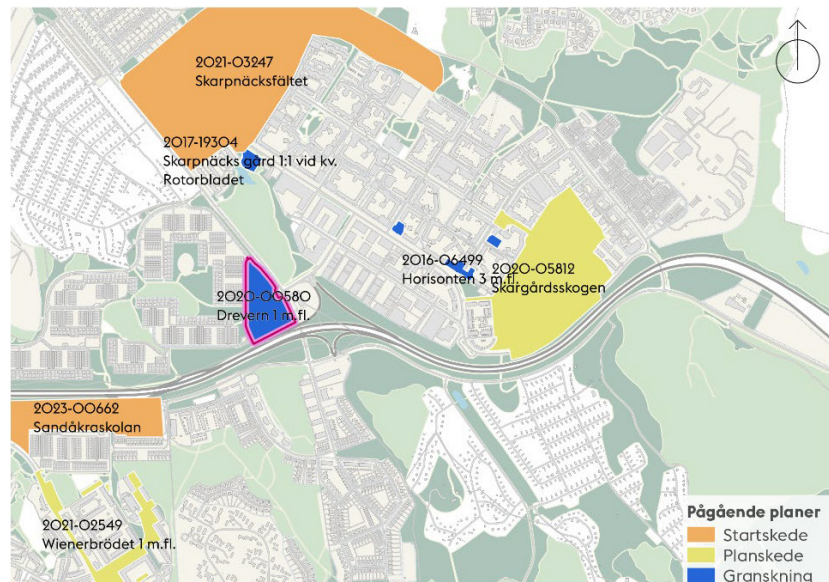 2021-03247
Skarpnäcksfältet
2017-19304
Skarpnäcks gård 1:1 vid kv.
Rotorbladet
2016-06499
Horisonten 3 m.fl.
2020-05812
Skärgårdsskogen
2020-00580
Drevern 1 m.fl.
2023-00662
Sandåkraskolan
2021-02549
Wienerbrödet 1 m.fl.
Pågående planer
Startskede
Planskede
Granskning